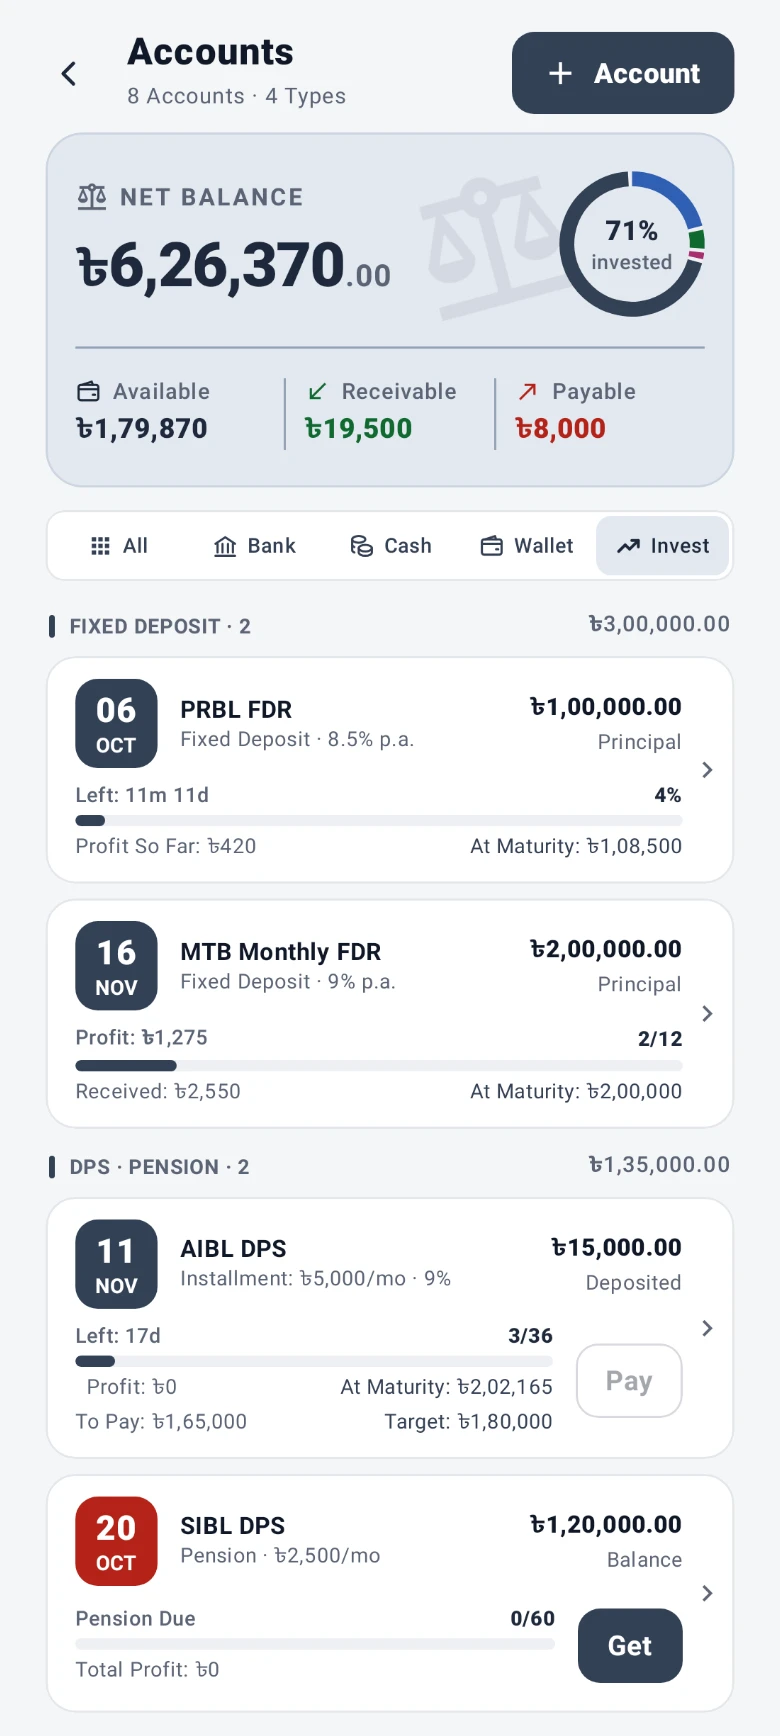 Accounts
8 Accounts · 4 Types
+ Account
NET BALANCE
৳6,26,370.00
71%
invested
Available
৳1,79,870
Receivable
৳19,500
Payable
৳8,000
All
Bank
Cash
Wallet
Invest
FIXED DEPOSIT · 2
৳3,00,000.00
06
OCT
PRBL FDR
Fixed Deposit · 8.5% p.a.
৳1,00,000.00
Principal
Left: 11m 11d
4%
Profit So Far: ৳420
At Maturity: ৳1,08,500
16
NOV
MTB Monthly FDR
Fixed Deposit · 9% p.a.
৳2,00,000.00
Principal
Profit: ৳1,275
2/12
Received: ৳2,550
At Maturity: ৳2,00,000
DPS · PENSION · 2
৳1,35,000.00
11
NOV
AIBL DPS
Installment: ৳5,000/mo · 9%
৳15,000.00
Deposited
Left: 17d
3/36
Profit: ৳0
At Maturity: ৳2,02,165
Pay
To Pay: ৳1,65,000
Target: ৳1,80,000
20
OCT
SIBL DPS
Pension · ৳2,500/mo
৳1,20,000.00
Balance
Pension Due
0/60
Get
Total Profit: ৳0